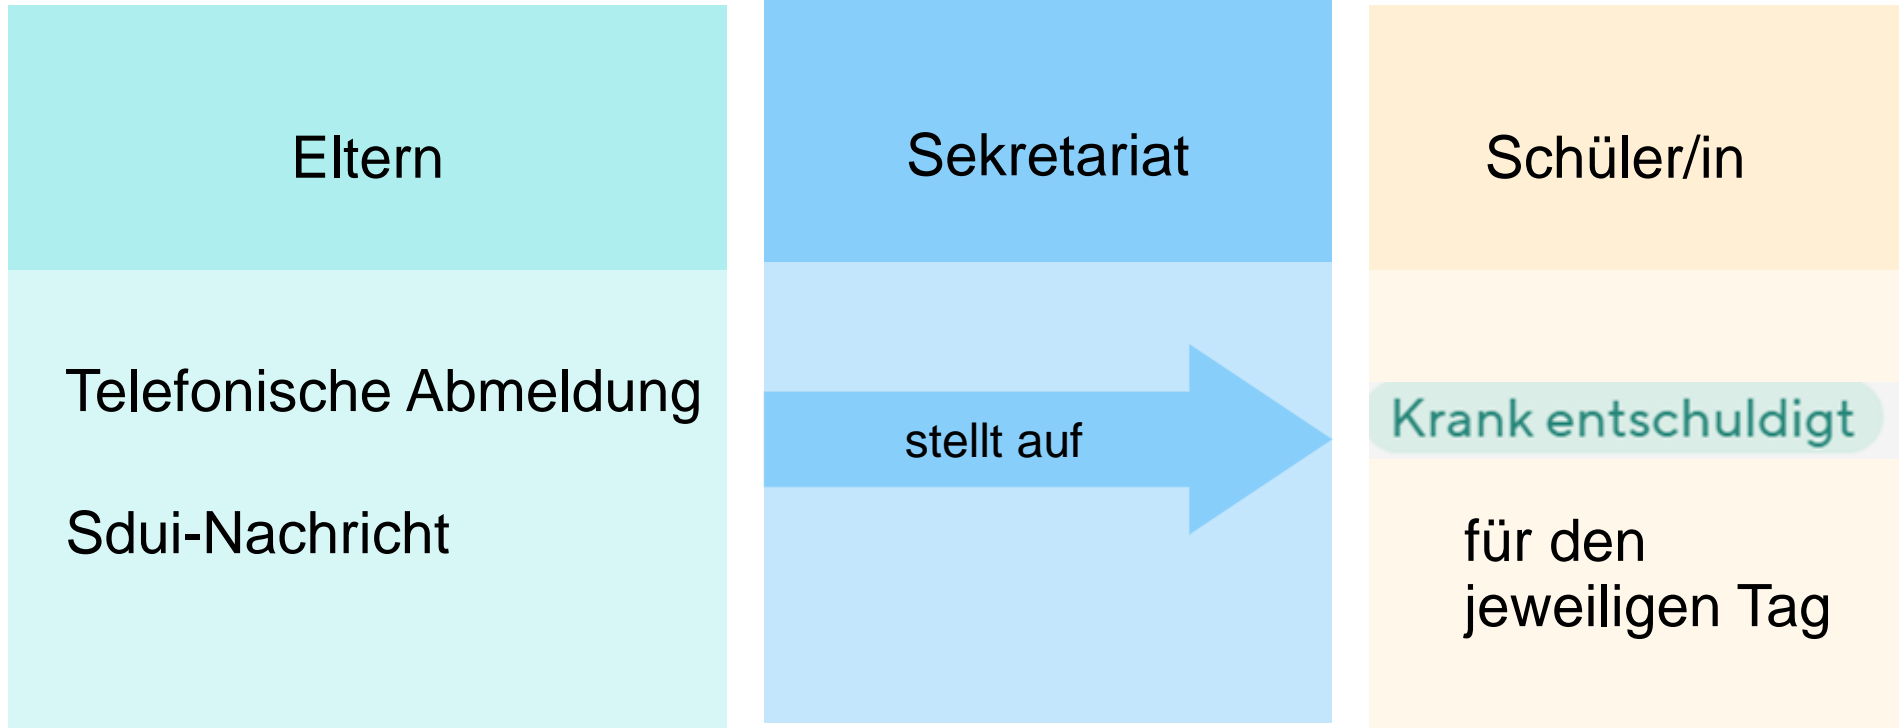 Eltern
Sekretariat
Schüler/in
Telefonische Abmeldung
Sdui-Nachricht
stellt auf
Krank entschuldigt
für den
jeweiligen Tag